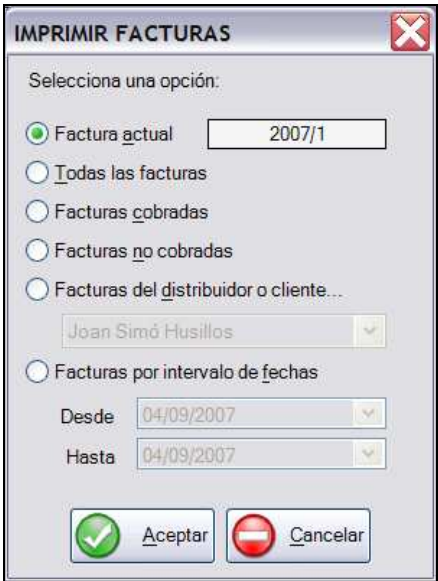 IMPRIMIR FACTURAS
Selecciona una opción:
Factura actual 2007/1
Todas las facturas
Facturas cobradas
Facturas no cobradas
Facturas del distribuidor o cliente...
Joan Simó Husillos
Facturas por intervalo de fechas
Desde 04/09/2007
Hasta 04/09/2007
Aceptar Cancelar